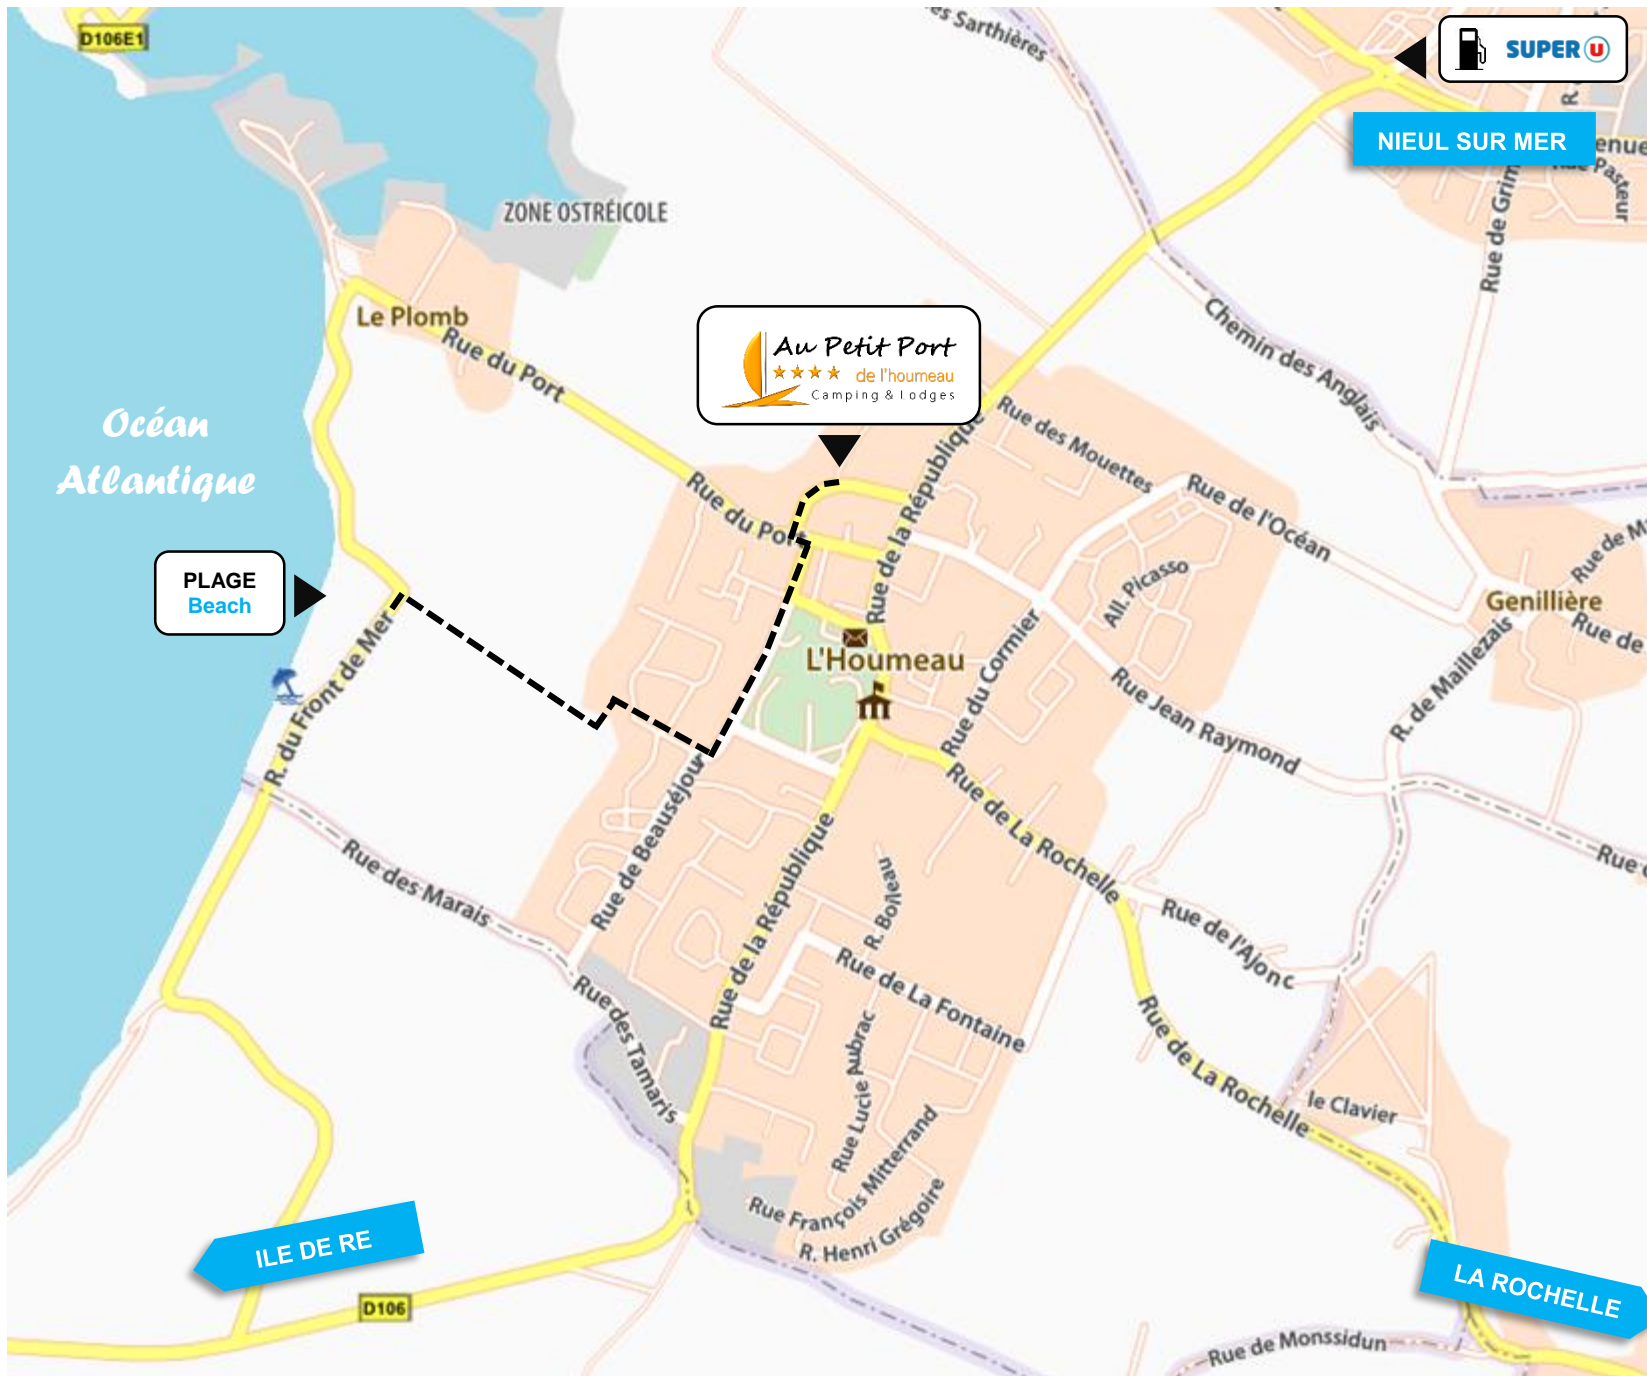 D106E1
es Sarthières
SUPER U
NIEUL SUR MER
enue
Rue Pasteur
R.
Rue de Grim
ZONE OSTRÉICOLE
Le Plomb
Rue du Port
Au Petit Port
de l'houmeau
Camping & Lodges
Chemin des Anglais
Océan
Atlantique
Rue des Mouettes
Rue de la République
Rue du Port
Rue de l'Océan
PLAGE
Beach
Rue de la République
All. Picasso
Rue de M
Genillière
Rue de
L'Houmeau
Rue du Cormier
R. du Front de Mer
Rue Jean Raymond
R. de Maillezais
Rue de Beauséjour
Rue de La Rochelle
Rue des Marais
Rue de la République
R. Boileau
Rue
Rue de l'Ajonc
Rue de La Fontaine
Rue des Tamaris
Rue Lucie Aubrac
Rue de La Rochelle
le Clavier
Rue François Mitterrand
R. Henri Grégoire
ILE DE RE
LA ROCHELLE
D106
Rue de Monssidun